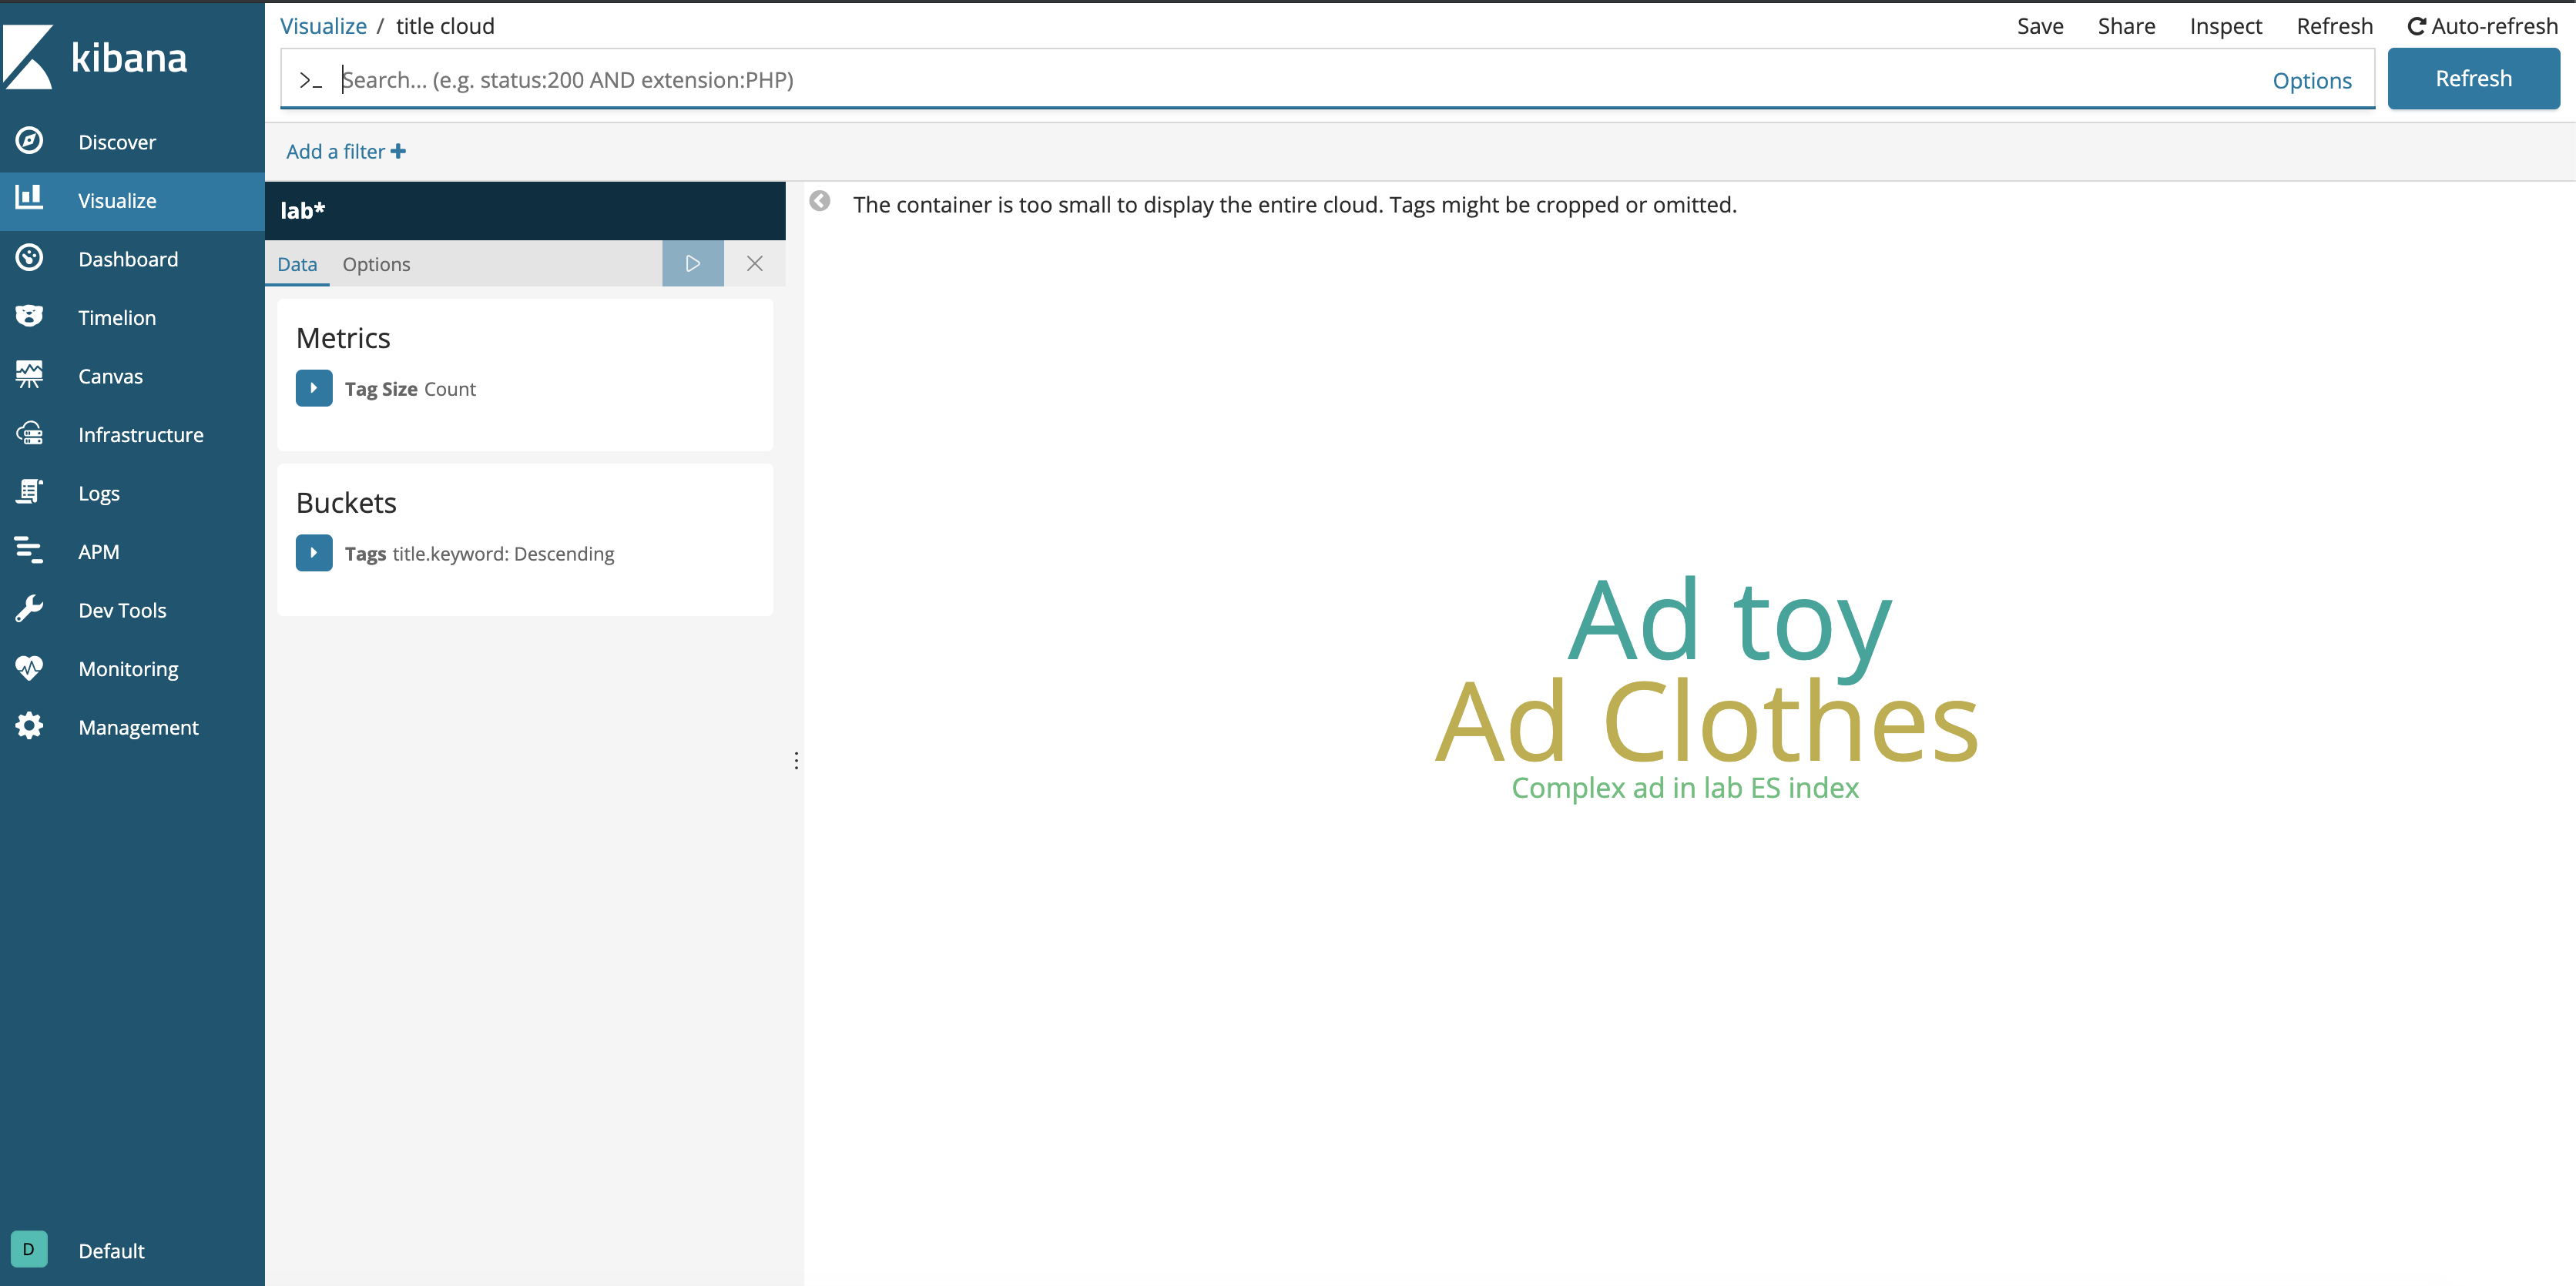 kibana
Discover
Visualize
Dashboard
Timelion
Canvas
Infrastructure
Logs
APM
Dev Tools
Monitoring
Management
D Default
Visualize / title cloud
Save Share Inspect Refresh Auto-refresh
>_ Search... (e.g. status:200 AND extension:PHP) Options Refresh
Add a filter +
lab*
Data Options
Metrics
Tag Size Count
Buckets
Tags title.keyword: Descending
The container is too small to display the entire cloud. Tags might be cropped or omitted.
Ad toy
Ad Clothes
Complex ad in lab ES index